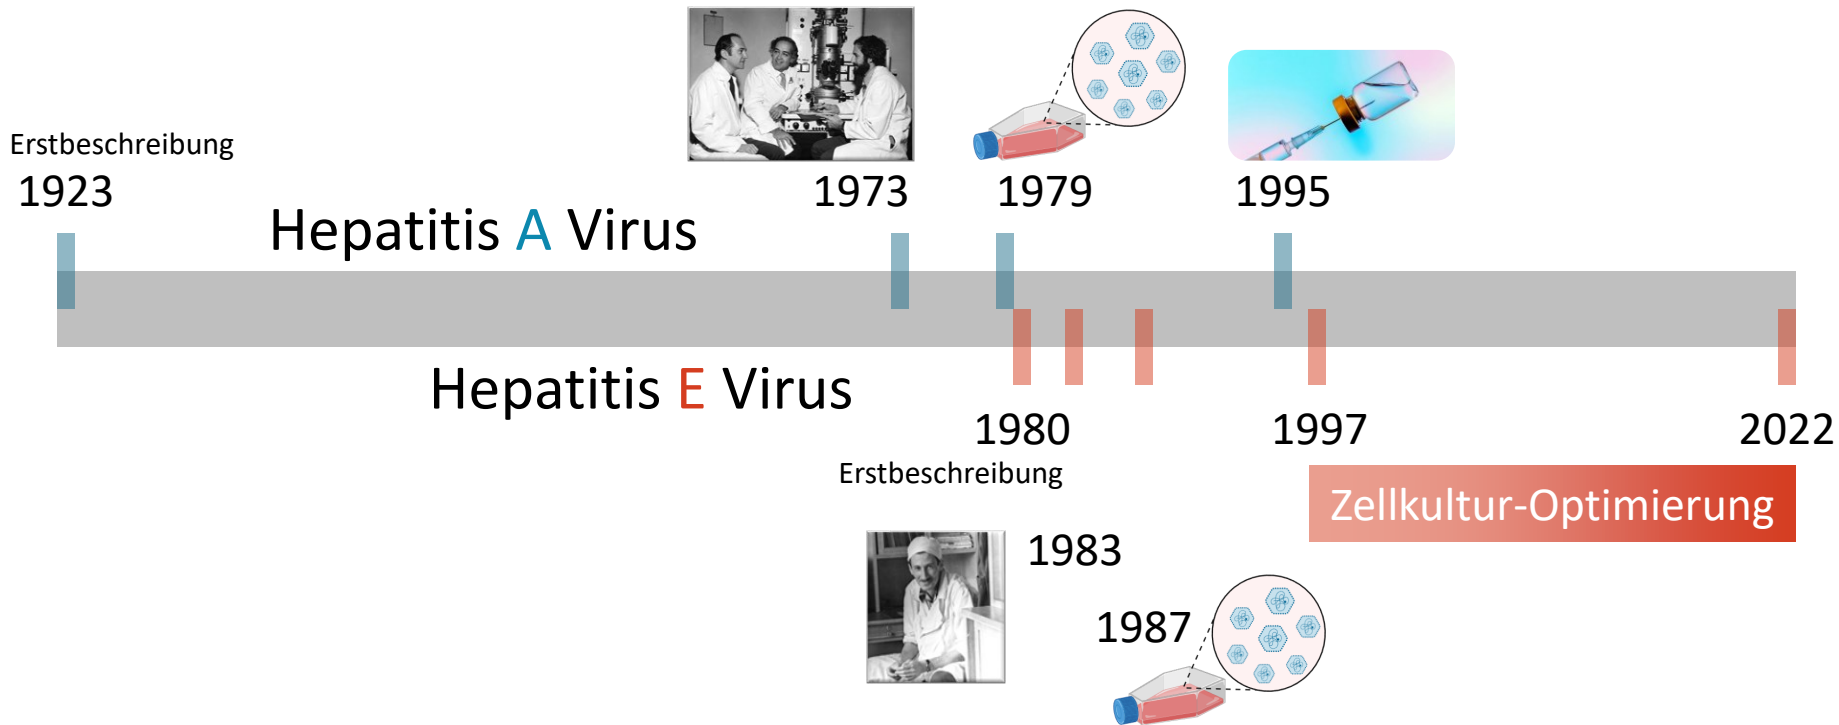 Erstbeschreibung
1923
1973
1979
1995
Hepatitis A Virus
Hepatitis E Virus
1980
1997
2022
Erstbeschreibung
Zellkultur-Optimierung
1983
1987